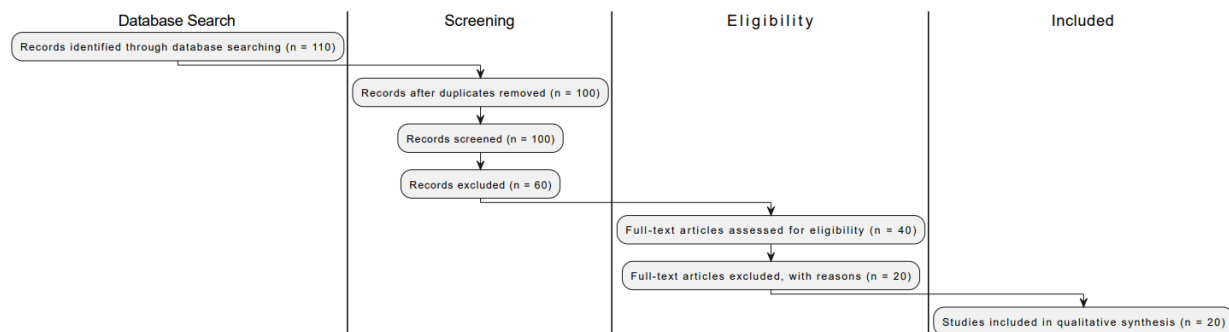 Database Search
Screening
Eligibility
Included
Records identified through database searching (n = 110)
Records after duplicates removed (n = 100)
Records screened (n = 100)
Records excluded (n = 60)
Full-text articles assessed for eligibility (n = 40)
Full-text articles excluded, with reasons (n = 20)
Studies included in qualitative synthesis (n = 20)